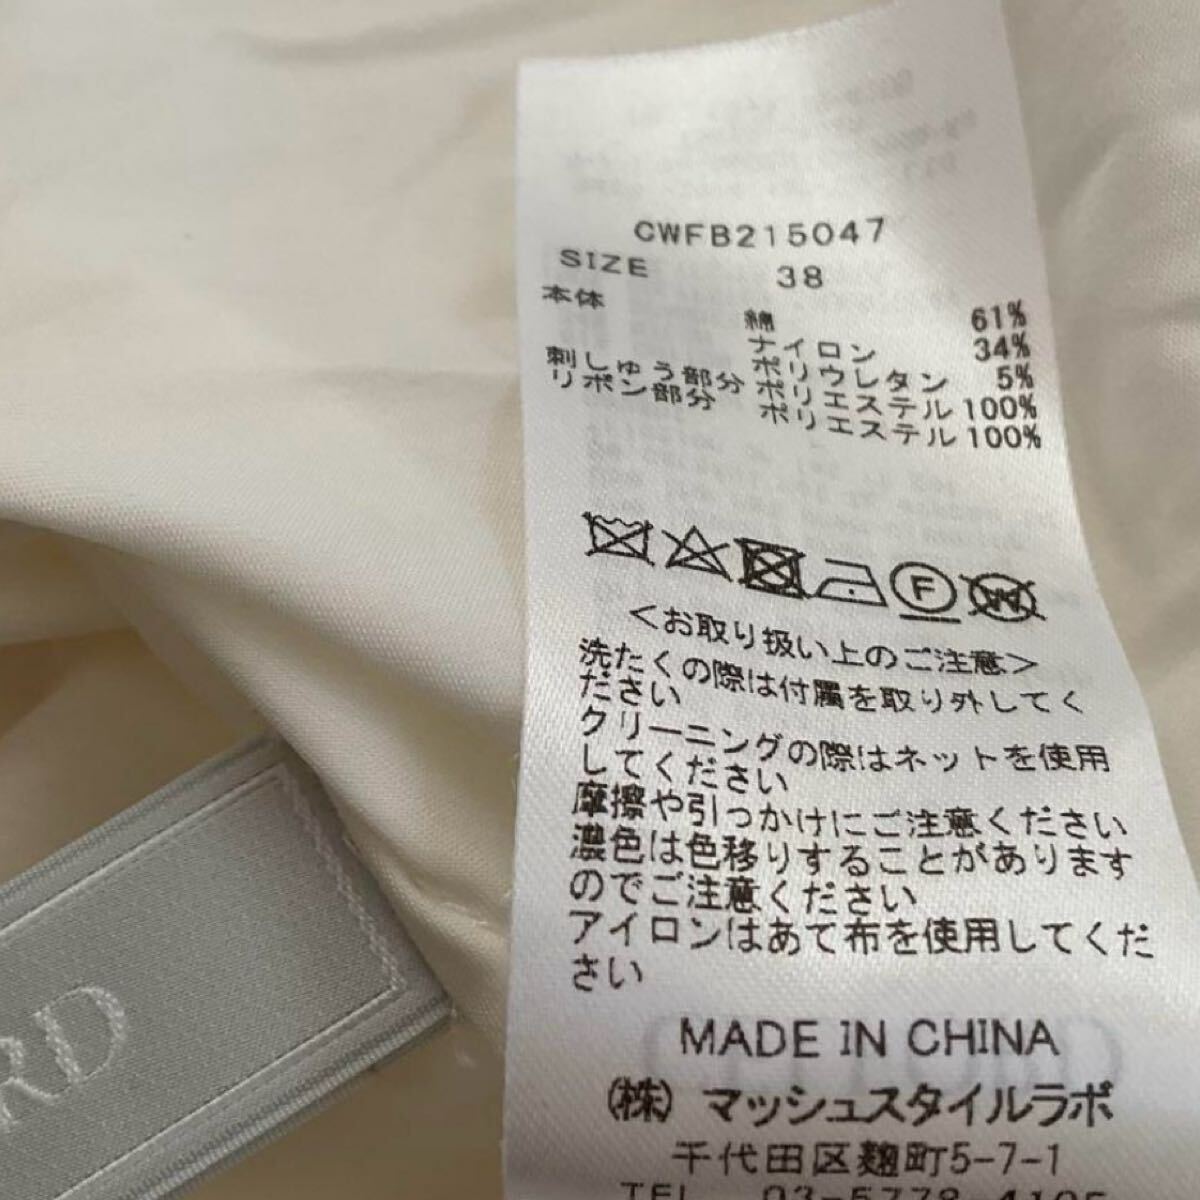 CWFB215047
SIZE 38
本体 綿 61%
ナイロン 34%
ポリウレタン 5%
刺しゅう部分 ポリエステル 100%
リボン部分 ポリエステル 100%
F
W
<お取り扱い上のご注意>
洗たくの際は付属を取り外してく
ださい
クリーニングの際はネットを使用
してください
摩擦や引っかけにご注意ください
濃色は色移りすることがあります
のでご注意ください
アイロンはあて布を使用してくだ
さい
MADE IN CHINA
(株) マッシュスタイルラボ
千代田区麹町5-7-1
TEL 03-5778-4105
RD